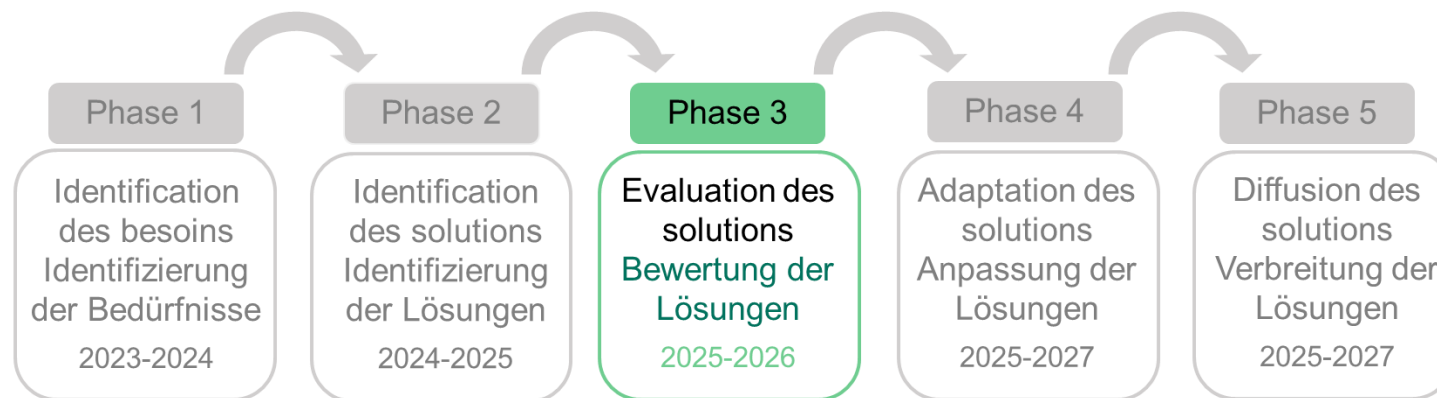 Phase 1
Identification
des besoins
Identifizierung
der Bedürfnisse
2023-2024
Phase 2
Identification
des solutions
Identifizierung
der Lösungen
2024-2025
Phase 3
Evaluation des
solutions
Bewertung der
Lösungen
2025-2026
Phase 4
Adaptation des
solutions
Anpassung der
Lösungen
2025-2027
Phase 5
Diffusion des
solutions
Verbreitung der
Lösungen
2025-2027